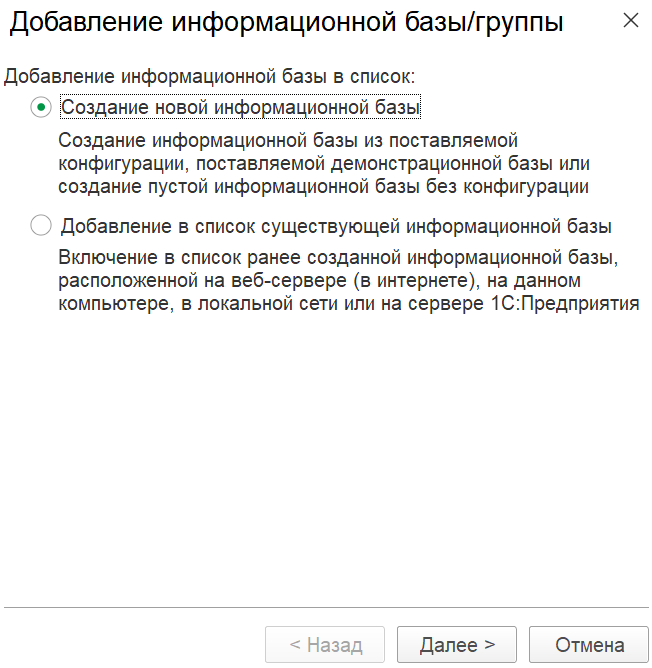 Добавление информационной базы/группы
Добавление информационной базы в список:
Создание новой информационной базы
Создание информационной базы из поставляемой
конфигурации, поставляемой демонстрационной базы или
создание пустой информационной базы без конфигурации
Добавление в список существующей информационной базы
Включение в список ранее созданной информационной базы,
расположенной на веб-сервере (в интернете), на данном
компьютере, в локальной сети или на сервере 1С:Предприятия
< Назад
Далее >
Отмена